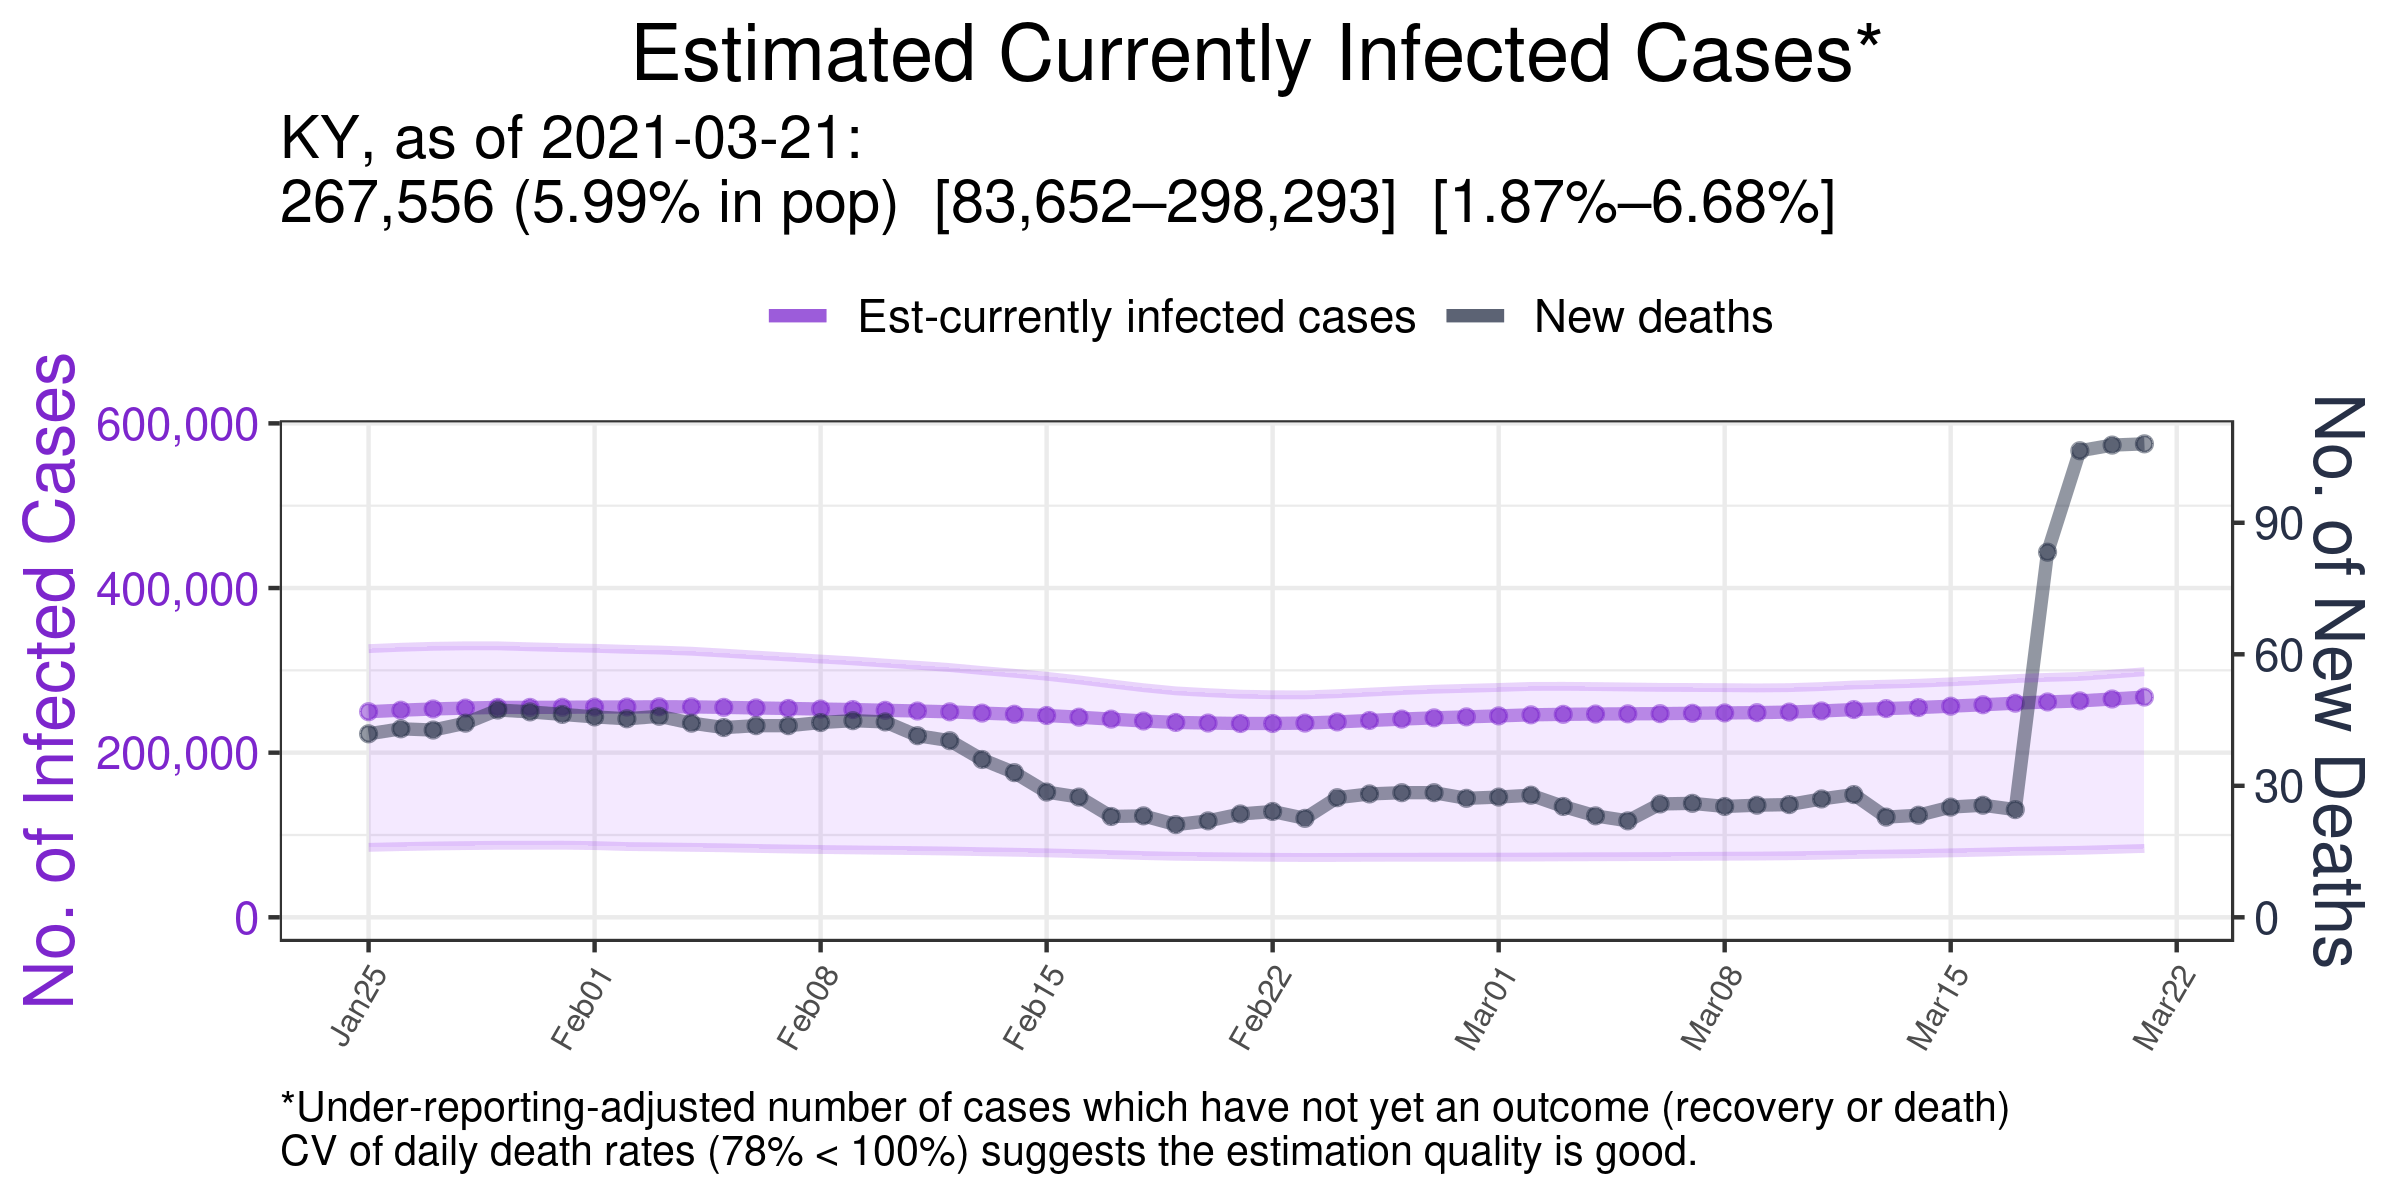 Estimated Currently Infected Cases*
KY, as of 2021-03-21:
267,556 (5.99% in pop)  [83,652–298,293]  [1.87%–6.68%]
Est-currently infected cases
New deaths
No. of Infected Cases
600,000
400,000
200,000
0
No. of New Deaths
90
60
30
0
Jan25
Feb01
Feb08
Feb15
Feb22
Mar01
Mar08
Mar15
Mar22
*Under-reporting-adjusted number of cases which have not yet an outcome (recovery or death)
CV of daily death rates (78% < 100%) suggests the estimation quality is good.